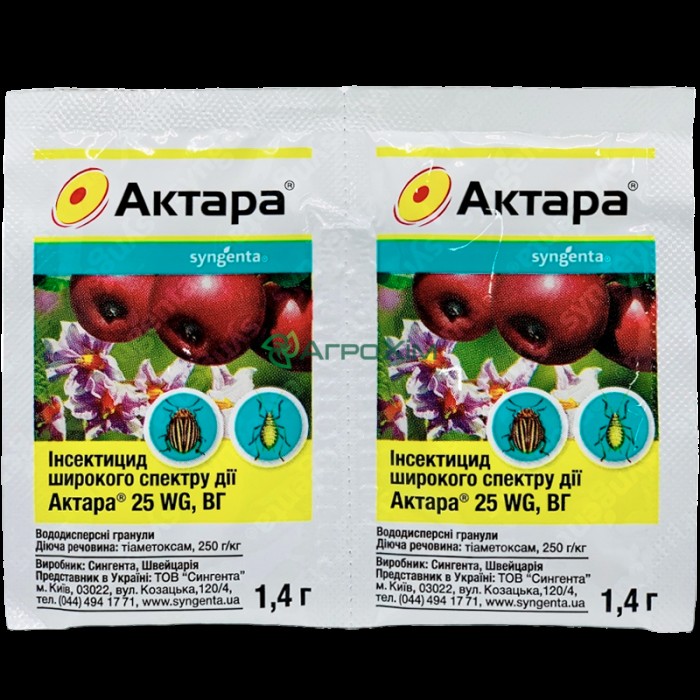 Актара®
syngenta®
Інсектицид
широкого спектру дії
Актара® 25 WG, ВГ
Вододисперсні гранули
Діюча речовина: тіаметоксам, 250 г/кг
Виробник: Сингента, Швейцарія
Представник в Україні: ТОВ "Сингента"
м. Київ, 03022, вул. Козацька,120/4,
тел.(044) 494 17 71, www.syngenta.ua
1,4 г
Актара®
syngenta®
Інсектицид
широкого спектру дії
Актара® 25 WG, ВГ
Вододисперсні гранули
Діюча речовина: тіаметоксам, 250 г/кг
Виробник: Сингента, Швейцарія
Представник в Україні: ТОВ "Сингента"
м. Київ, 03022, вул. Козацька,120/4,
тел.(044) 494 17 71, www.syngenta.ua
1,4 г
АГРОХІМ